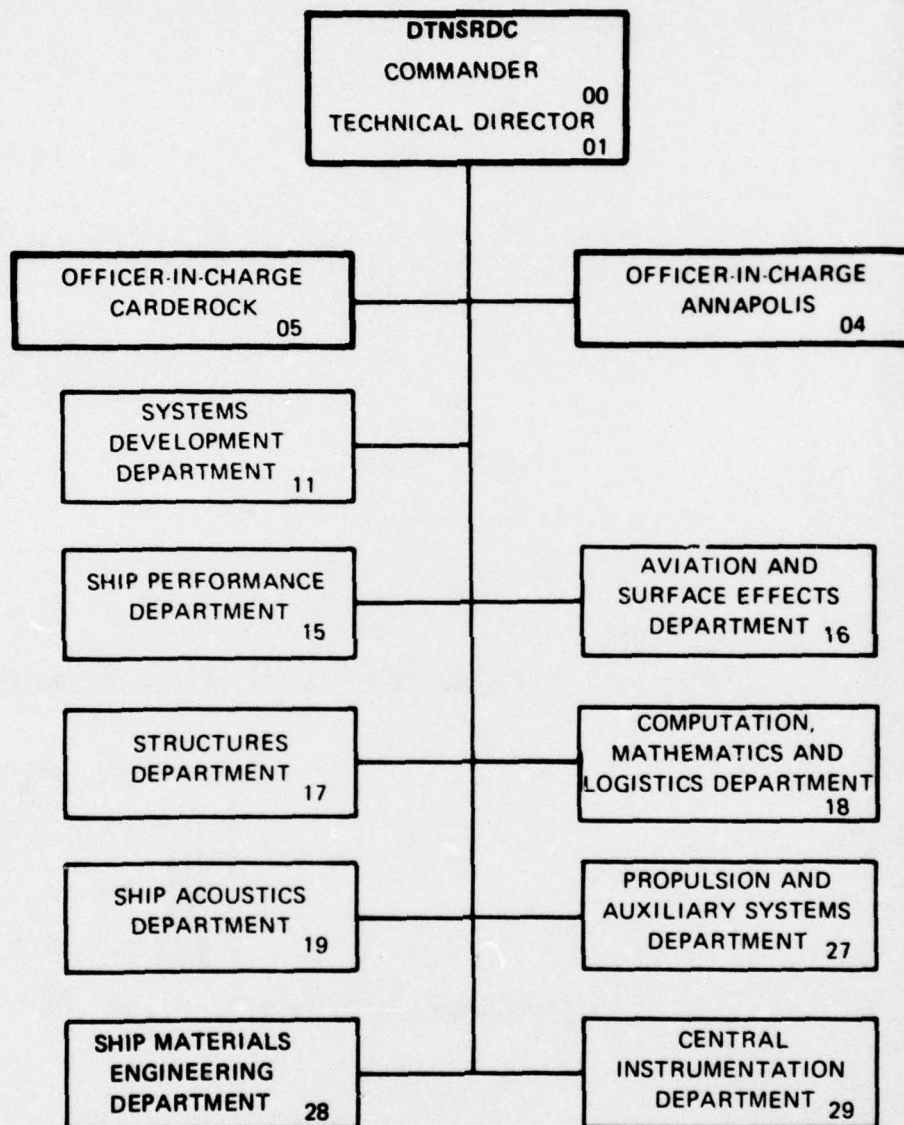 DTNSRDC
COMMANDER
00
TECHNICAL DIRECTOR
01
OFFICER-IN-CHARGE
CARDEROCK
05
OFFICER-IN-CHARGE
ANNAPOLIS
04
SYSTEMS
DEVELOPMENT
DEPARTMENT
11
SHIP PERFORMANCE
DEPARTMENT
15
AVIATION AND
SURFACE EFFECTS
DEPARTMENT
16
STRUCTURES
DEPARTMENT
17
COMPUTATION,
MATHEMATICS AND
LOGISTICS DEPARTMENT
18
SHIP ACOUSTICS
DEPARTMENT
19
PROPULSION AND
AUXILIARY SYSTEMS
DEPARTMENT
27
SHIP MATERIALS
ENGINEERING
DEPARTMENT
28
CENTRAL
INSTRUMENTATION
DEPARTMENT
29